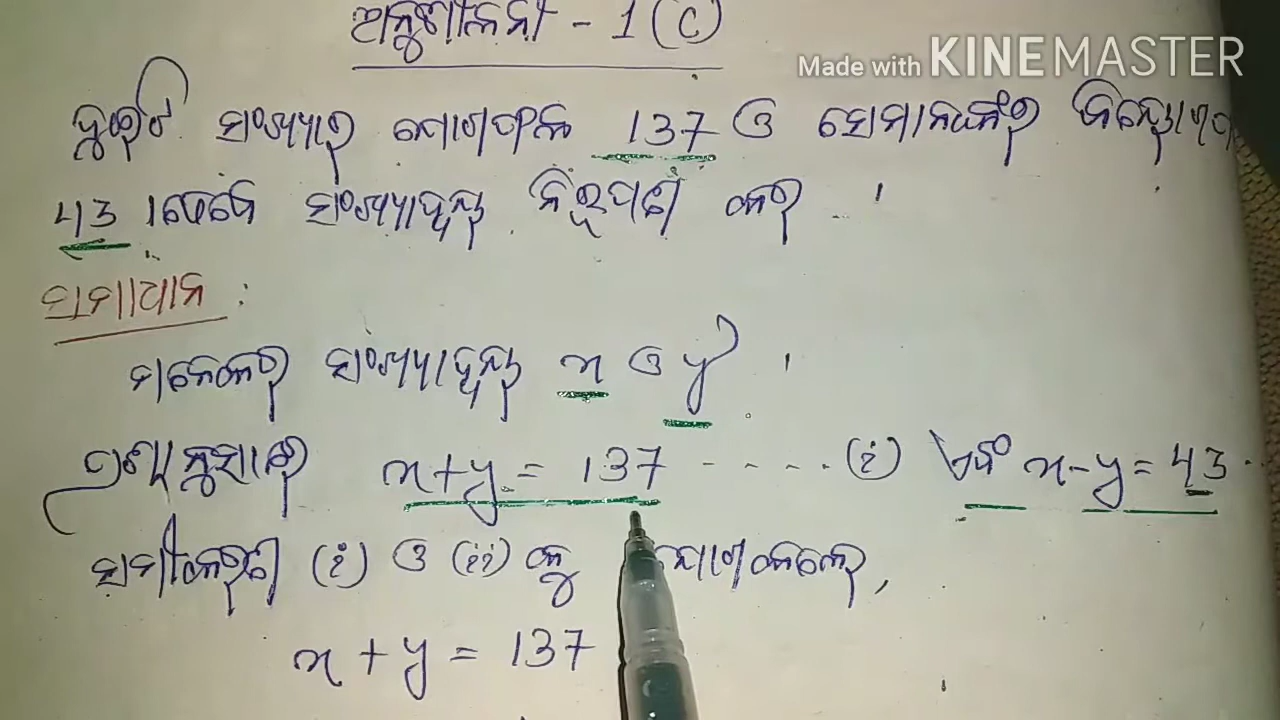 ଅନୁଶୀଳନୀ - 1(C)
Made with KINEMASTER
ଦୁଇଟି ସଂଖ୍ୟାର ଯୋଗଫଳ 137 ଓ ସେମାନଙ୍କର
43 । ତେବେ ସଂଖ୍ୟାଦ୍ୱୟ ନିରୂପଣ କର ।
ସମାଧାନ :
ମନେକର ସଂଖ୍ୟାଦ୍ୱୟ x ଓ y ।
ପ୍ରଶ୍ନାନୁସାରେ x+y = 137 - - - - . . (i) ଏବଂ x-y = 43 ..
ସମୀକରଣ (i) ଓ (ii) କୁ ଯୋଗକଲେ,
x + y = 137